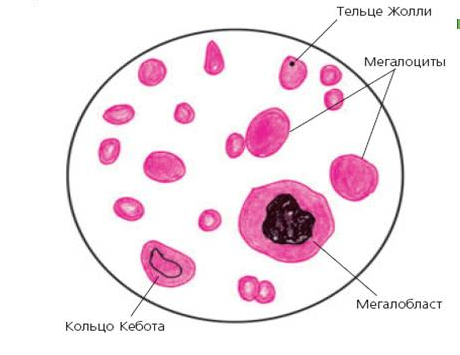 Тельце Жолли
Мегалоциты
Мегалобласт
Кольцо Кебота